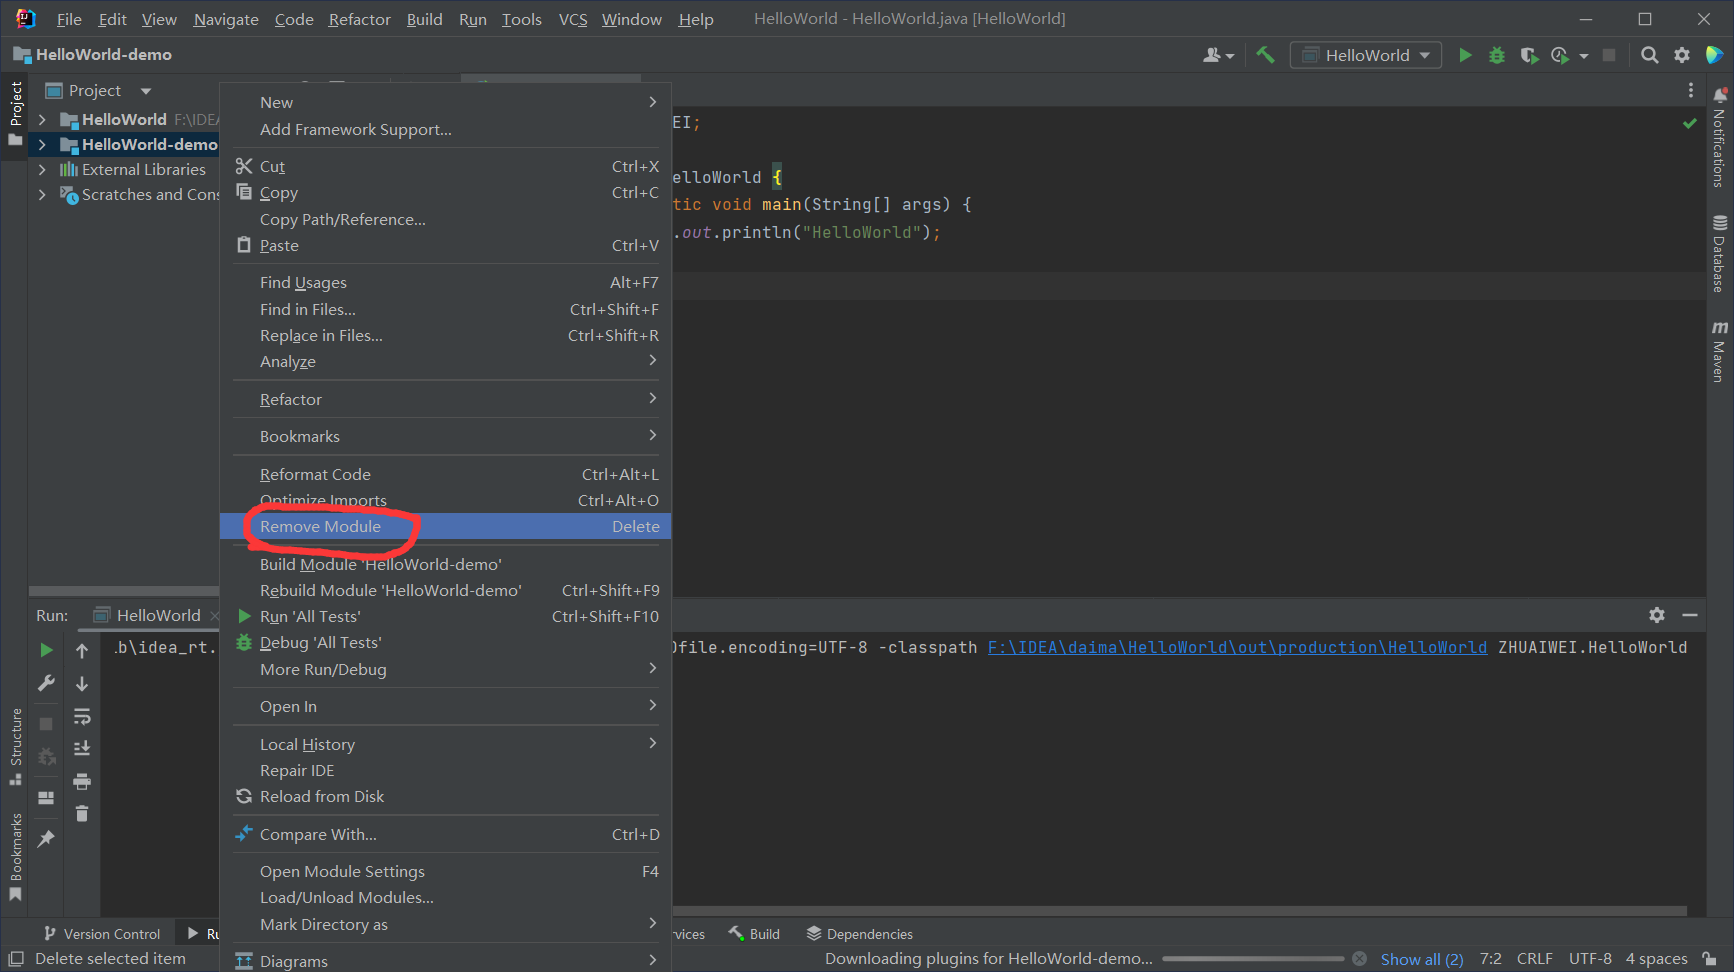 File Edit View Navigate Code Refactor Build Run Tools VCS Window Help HelloWorld - HelloWorld.java [HelloWorld]
HelloWorld-demo
HelloWorld
Project
Project
HelloWorld F:\IDEA
HelloWorld-demo
External Libraries
Scratches and Cons
New
Add Framework Support...
Cut Ctrl+X
Copy Ctrl+C
Copy Path/Reference...
Paste Ctrl+V
Find Usages Alt+F7
Find in Files... Ctrl+Shift+F
Replace in Files... Ctrl+Shift+R
Analyze
Refactor
Bookmarks
Reformat Code Ctrl+Alt+L
Optimize Imports Ctrl+Alt+O
Remove Module Delete
Build Module 'HelloWorld-demo'
Rebuild Module 'HelloWorld-demo' Ctrl+Shift+F9
Run 'All Tests' Ctrl+Shift+F10
Debug 'All Tests'
More Run/Debug
Open In
Local History
Repair IDE
Reload from Disk
Compare With... Ctrl+D
Open Module Settings F4
Load/Unload Modules...
Mark Directory as
Diagrams
EI;
elloWorld {
tic void main(String[] args) {
.out.println("HelloWorld");
Notifications
Database
m
Maven
Run: HelloWorld
.b\idea_rt. file.encoding=UTF-8 -classpath F:\IDEA\daima\HelloWorld\out\production\HelloWorld ZHUAIWEI.HelloWorld
Structure
Bookmarks
Version Control Ru rvices Build Dependencies
Delete selected item Downloading plugins for HelloWorld-demo... Show all (2) 7:2 CRLF UTF-8 4 spaces